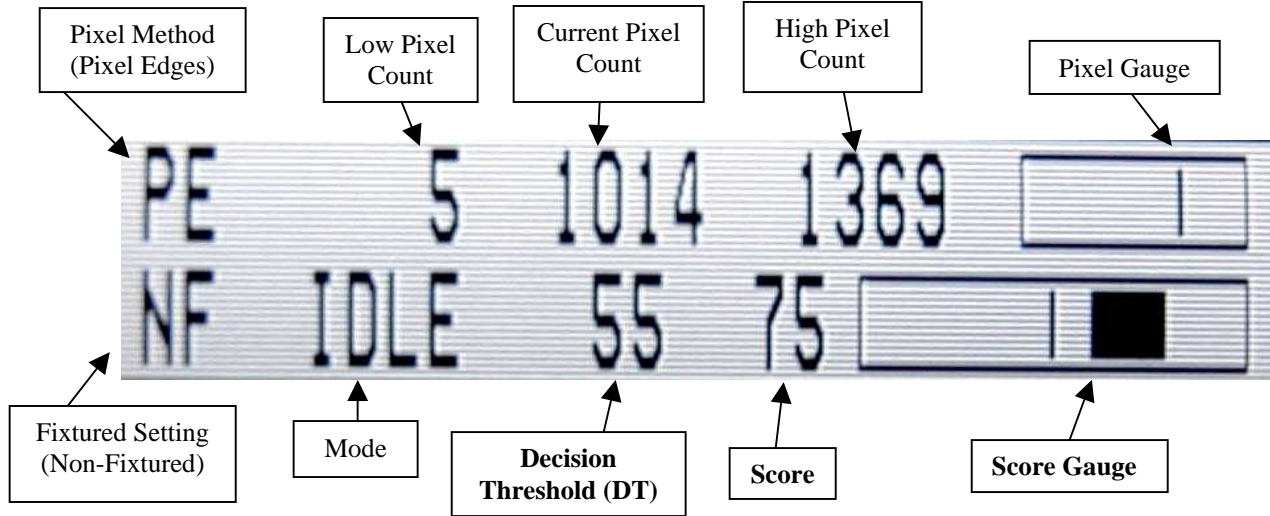 Pixel Method
(Pixel Edges)
Low Pixel
Count
Current Pixel
Count
High Pixel
Count
Pixel Gauge
PE 5 1014 1369
NF IDLE 55 75
Fixtured Setting
(Non-Fixtured)
Mode
Decision
Threshold (DT)
Score
Score Gauge